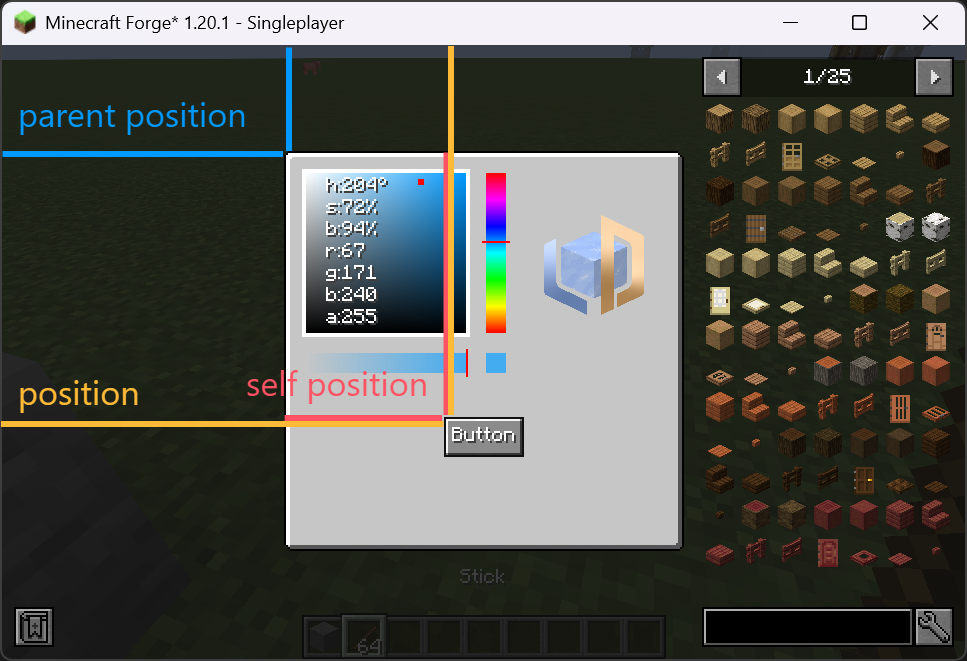 Minecraft Forge* 1.20.1 - Singleplayer
1/25
parent position
h:204°
s:72%
b:94%
r:67
g:171
b:240
a:255
self position
position
Button
Stick
64